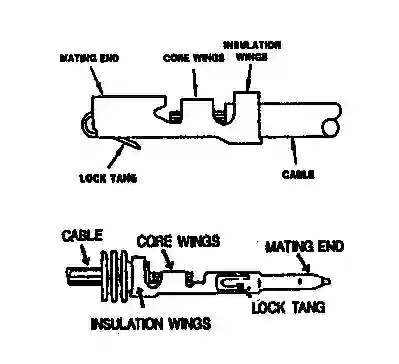 INSULATION
WINGS
MATING END
CORE WINGS
LOCK TANG
CABLE
CABLE
CORE WINGS
MATING END
LOCK TANG
INSULATION WINGS